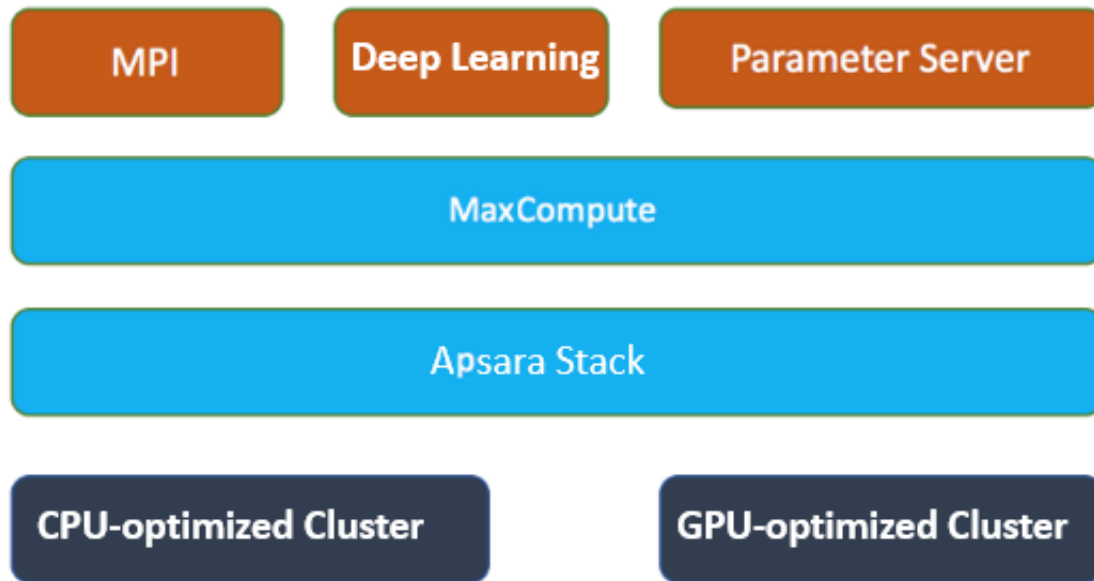 MPI
Deep Learning
Parameter Server
MaxCompute
Apsara Stack
CPU-optimized Cluster
GPU-optimized Cluster